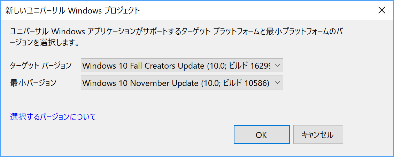 新しいユニバーサル Windows プロジェクト
ユニバーサル Windows アプリケーションがサポートするターゲット プラットフォームと最小プラットフォームのバ
ージョンを選択します。
ターゲット バージョン Windows 10 Fall Creators Update (10.0; ビルド 16299
最小バージョン Windows 10 November Update (10.0; ビルド 10586)
選択するバージョンについて
OK キャンセル